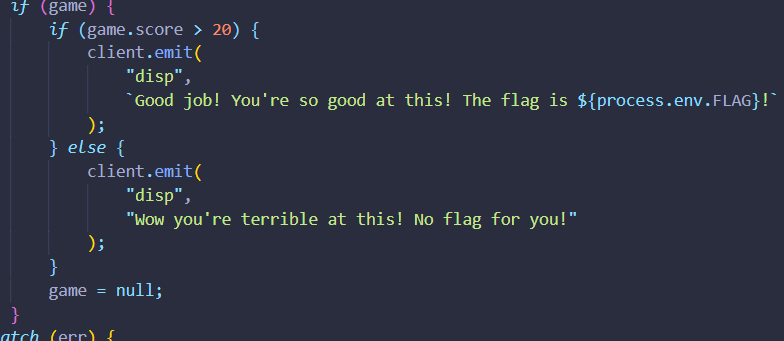 if (game) {
if (game.score > 20) {
client.emit(
"disp",
`Good job! You're so good at this! The flag is ${process.env.FLAG}!`
);
} else {
client.emit(
"disp",
"Wow you're terrible at this! No flag for you!"
);
}
game = null;
}
atch (err) {